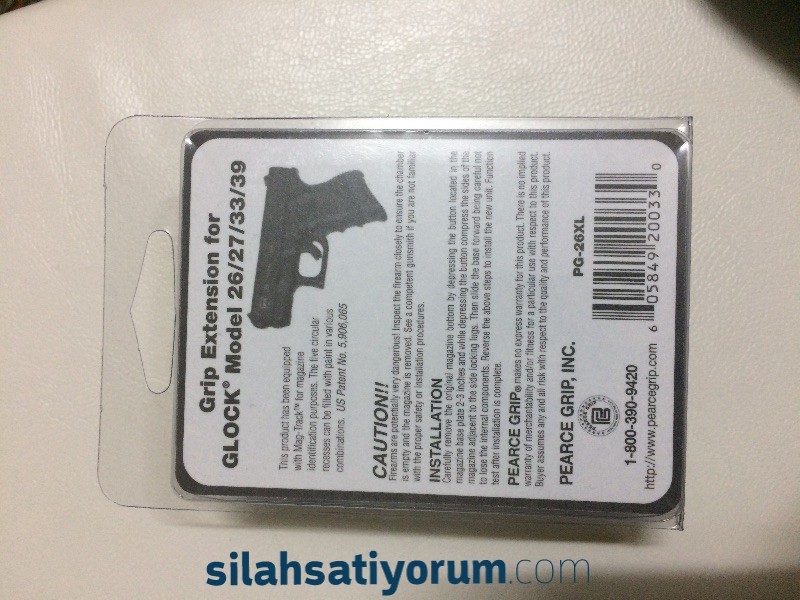 Grip Extension for
GLOCK® Model 26/27/33/39
This product has been equipped
with Mag-Track™ for magazine
identification purposes. The five circular
recesses can be filled with paint in various
combinations. US Patent No. 5,906,065
CAUTION!!
Firearms are potentially very dangerous! Inspect the firearm closely to ensure the chamber
is empty and the magazine is removed. See a competent gunsmith if you are not familiar
with the proper safety or installation procedures.
INSTALLATION
Carefully remove the original magazine bottom by depressing the button located in the
magazine base plate 2-3 inches and while depressing the button compress the sides of the
magazine adjacent to the side locking lugs. Then slide the base forward being careful not
to lose the internal components. Reverse the above steps to install the new unit. Function
test after installation is complete.
PEARCE GRIP® makes no express warranty for this product. There is no implied
warranty of merchantability and/or fitness for a particular use with respect to this product.
Buyer assumes any and all risk with respect to the quality and performance of this product.
PEARCE GRIP, INC.
PG-26XL
1-800-390-9420
http://www.pearcegrip.com
6 05849 20033 0
silahsatiyorum.com